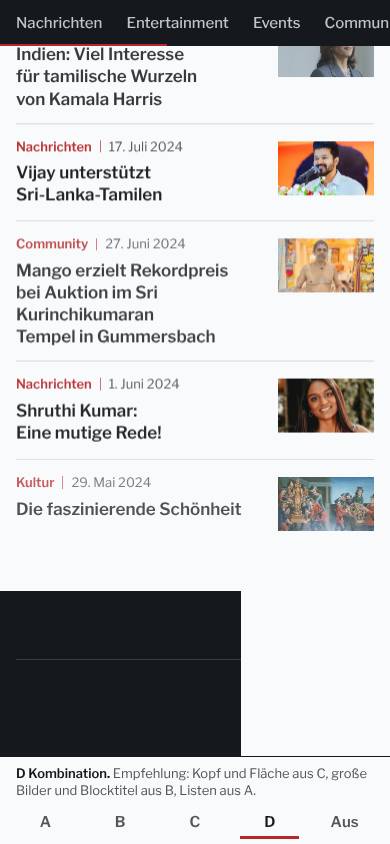 Nachrichten Entertainment Events Commun
Indien: Viel Interesse
für tamilische Wurzeln
von Kamala Harris
Nachrichten | 17. Juli 2024
Vijay unterstützt
Sri-Lanka-Tamilen
Community | 27. Juni 2024
Mango erzielt Rekordpreis
bei Auktion im Sri
Kurinchikumaran
Tempel in Gummersbach
Nachrichten | 1. Juni 2024
Shruthi Kumar:
Eine mutige Rede!
Kultur | 29. Mai 2024
Die faszinierende Schönheit
D Kombination. Empfehlung: Kopf und Fläche aus C, große
Bilder und Blocktitel aus B, Listen aus A.
A B C D Aus